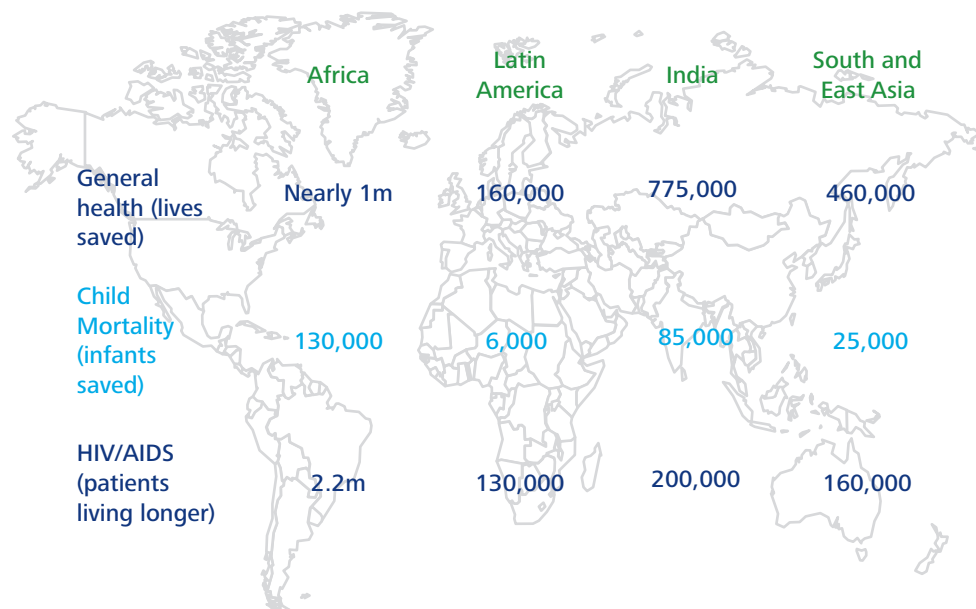 Africa
Latin
America
India
South and
East Asia
General
health (lives
saved)
Nearly 1m
160,000
775,000
460,000
Child
Mortality
(infants
saved)
130,000
6,000
85,000
25,000
HIV/AIDS
(patients
living longer)
2.2m
130,000
200,000
160,000